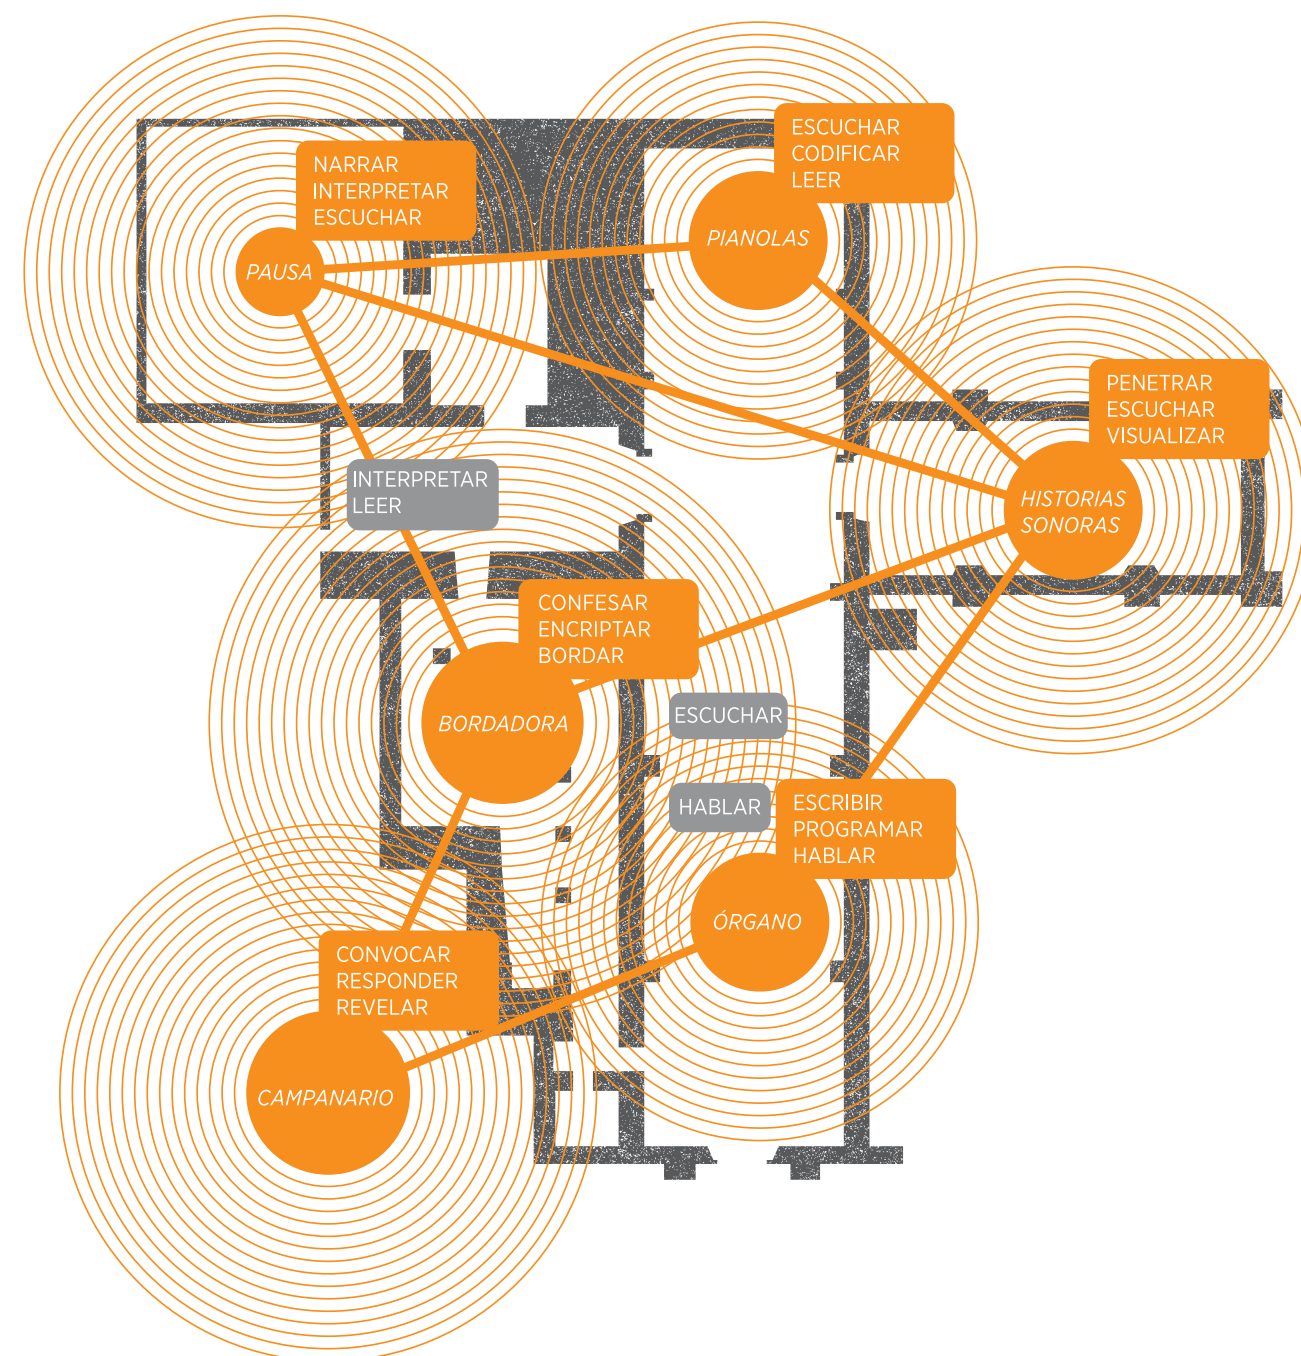 ESCUCHAR
CODIFICAR
LEER
NARRAR
INTERPRETAR
ESCUCHAR
PIANOLAS
PAUSA
PENETRAR
ESCUCHAR
VISUALIZAR
INTERPRETAR
LEER
HISTORIAS
SONORAS
CONFESAR
ENCRIPTAR
BORDAR
BORDADORA
ESCUCHAR
HABLAR
ESCRIBIR
PROGRAMAR
HABLAR
ÓRGANO
CONVOCAR
RESPONDER
REVELAR
CAMPANARIO